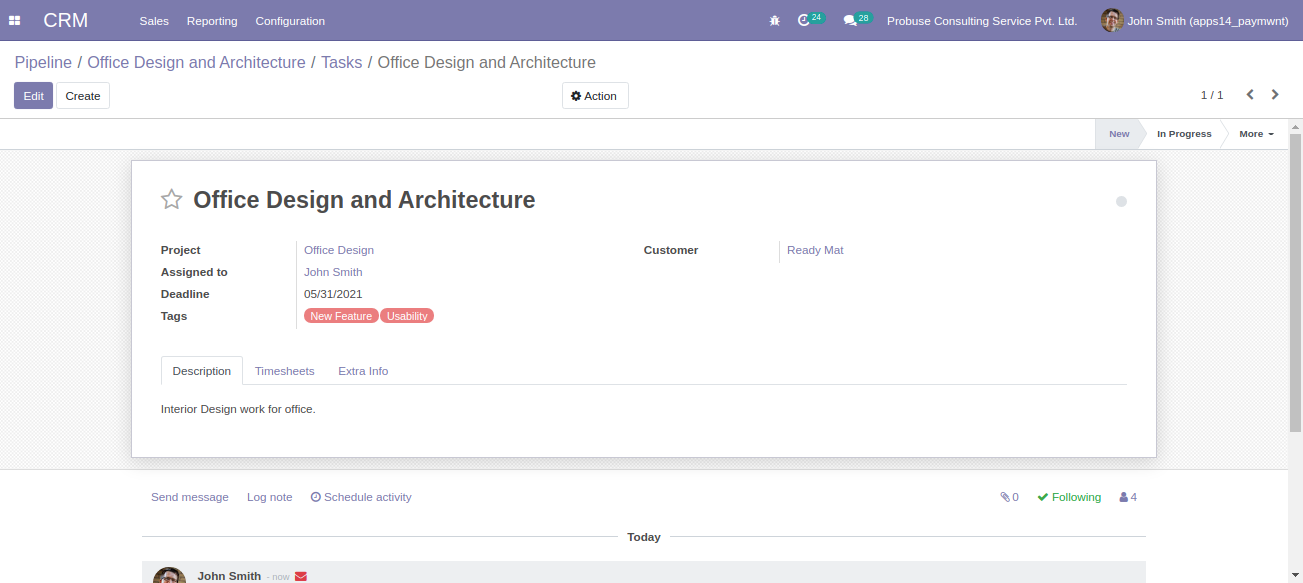 CRM Sales Reporting Configuration 24 28 Probuse Consulting Service Pvt. Ltd. John Smith (apps14_paymwnt)
Pipeline / Office Design and Architecture / Tasks / Office Design and Architecture
Edit Create Action 1 / 1
New In Progress More
Office Design and Architecture
Project Office Design Customer Ready Mat
Assigned to John Smith
Deadline 05/31/2021
Tags New Feature Usability
Description Timesheets Extra Info
Interior Design work for office.
Send message Log note Schedule activity 0 Following 4
Today
John Smith - now